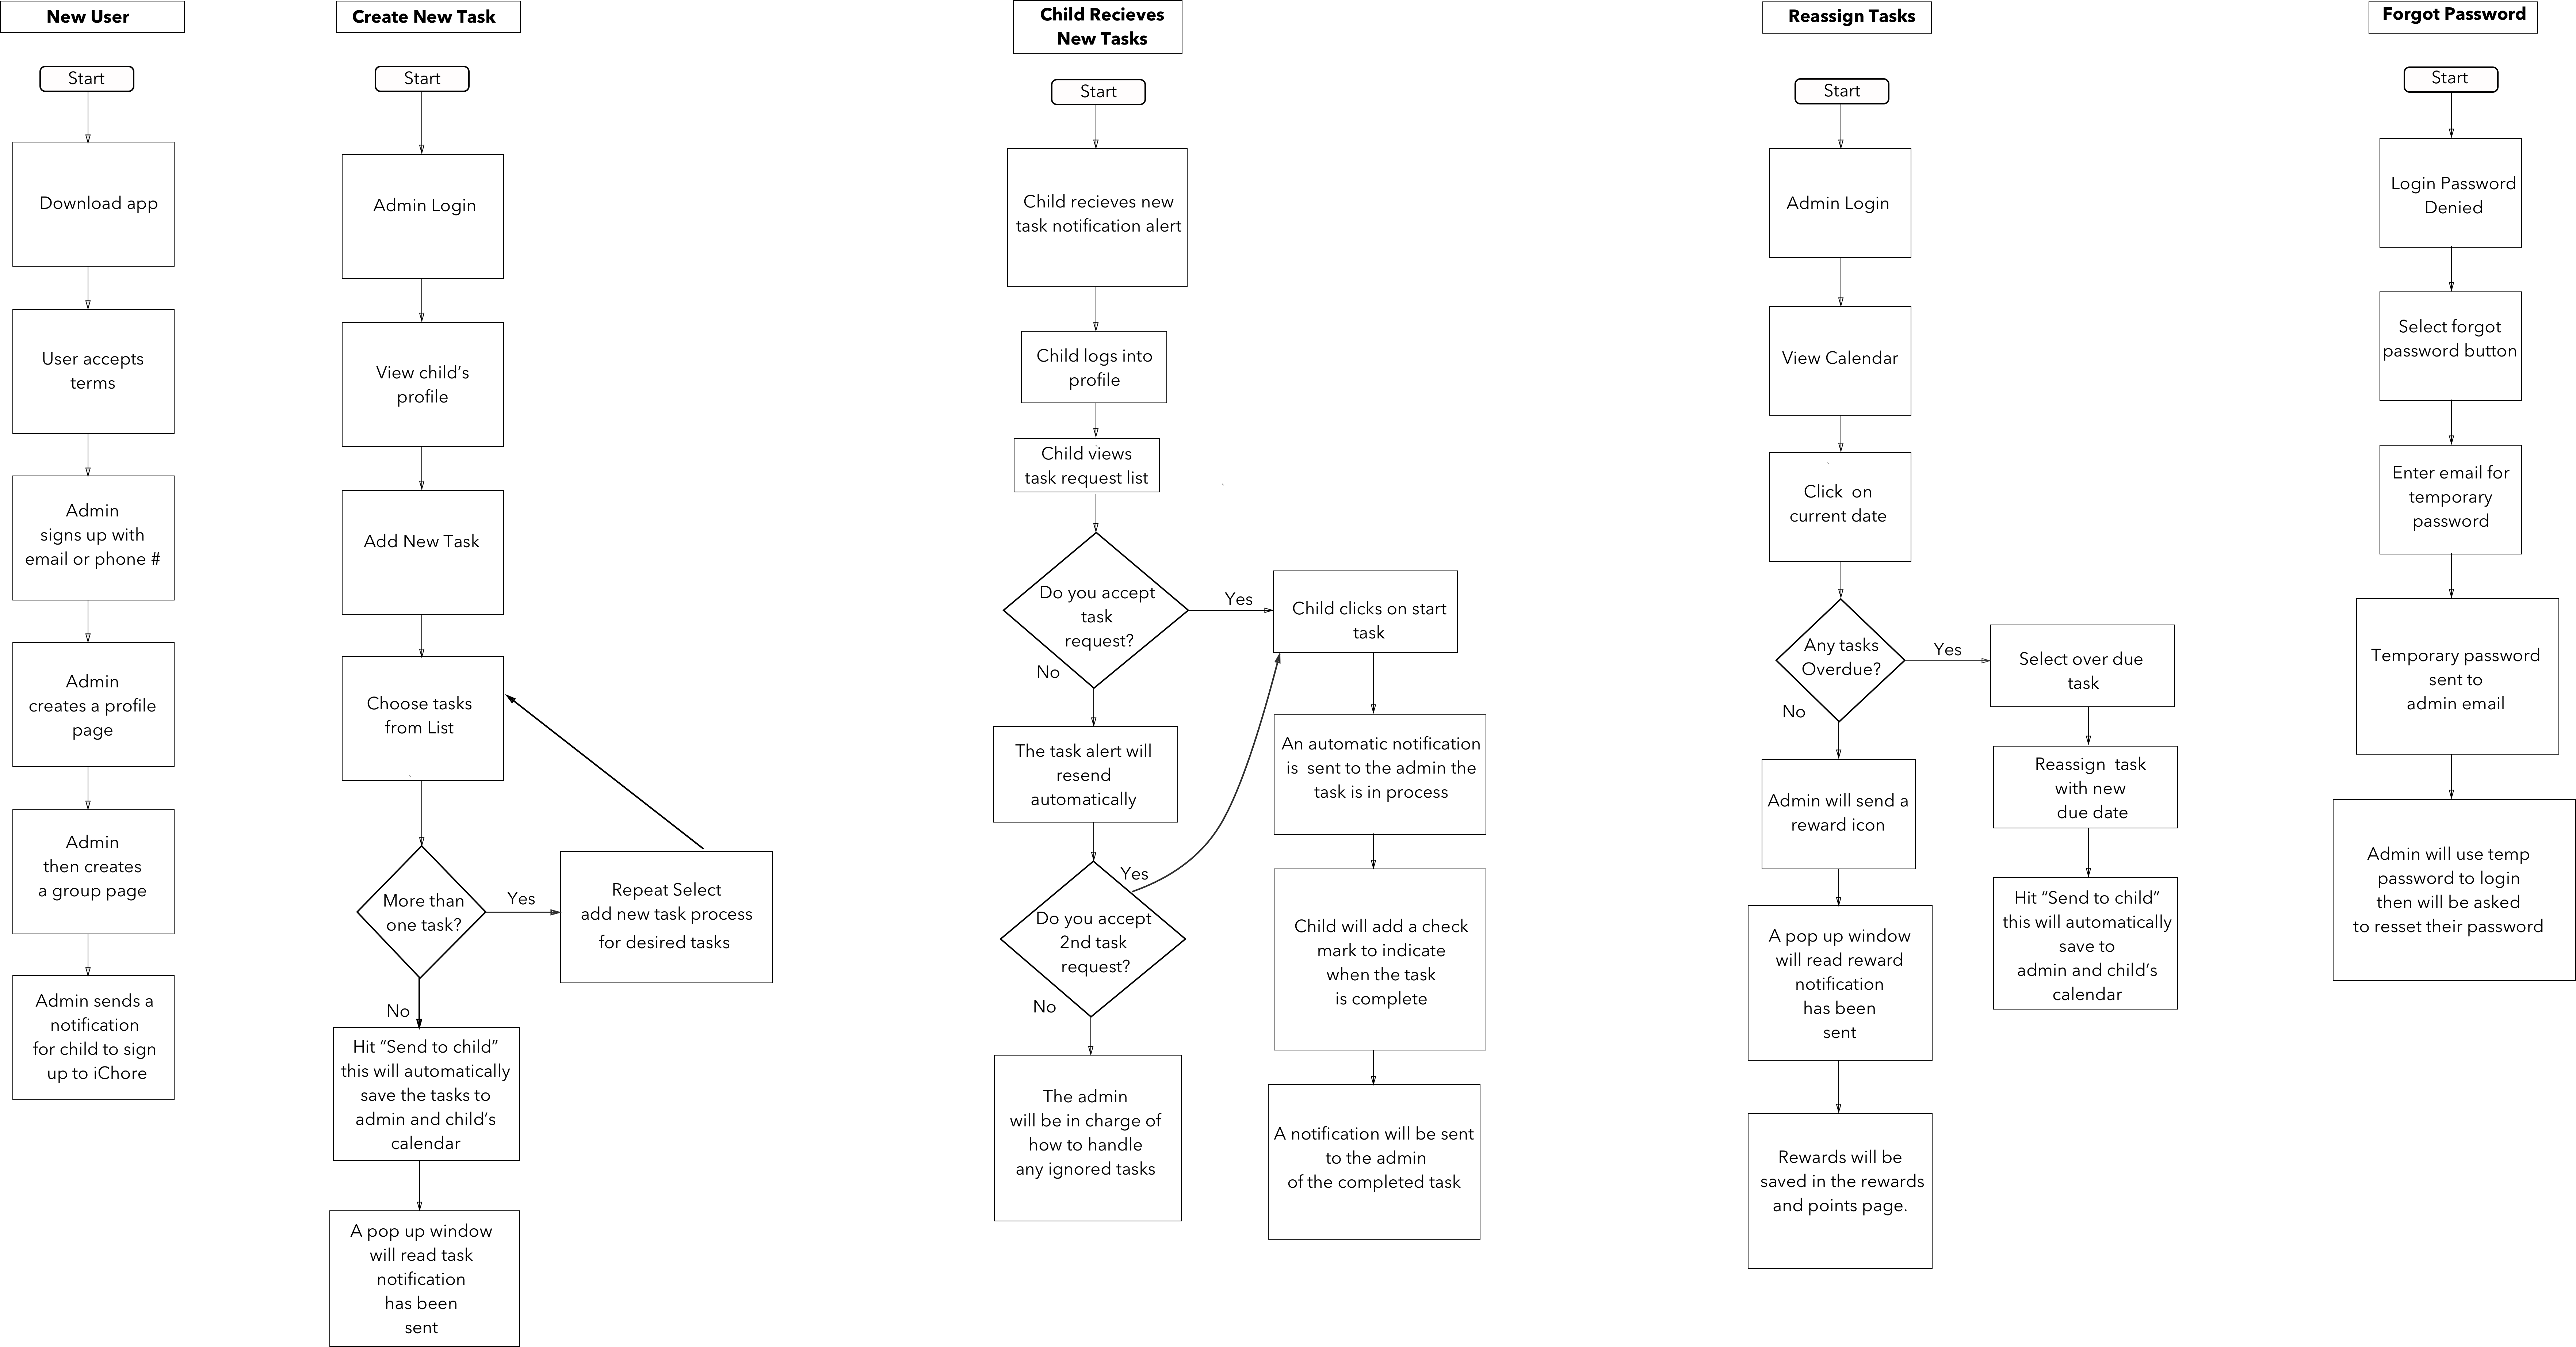 New User
Start
Download app
User accepts
terms
Admin
signs up with
email or phone #
Admin
creates a profile
page
Admin
then creates
a group page
Admin sends a
notification
for child to sign
up to iChore
Create New Task
Start
Admin Login
View child’s
profile
Add New Task
Choose tasks
from List
More than
one task?
Yes
Repeat Select
add new task process
for desired tasks
No
Hit “Send to child”
this will automatically
save the tasks to
admin and child’s
calendar
A pop up window
will read task
notification
has been
sent
Child Recieves
New Tasks
Start
Child recieves new
task notification alert
Child logs into
profile
Child views
task request list
Do you accept
task
request?
Yes
No
Child clicks on start
task
The task alert will
resend
automatically
An automatic notification
is sent to the admin the
task is in process
Yes
Do you accept
2nd task
request?
No
Child will add a check
mark to indicate
when the task
is complete
The admin
will be in charge of
how to handle
any ignored tasks
A notification will be sent
to the admin
of the completed task
Reassign Tasks
Start
Admin Login
View Calendar
Click on
current date
Any tasks
Overdue?
Yes
No
Select over due
task
Reassign task
with new
due date
Hit “Send to child”
this will automatically
save to
admin and child’s
calendar
Admin will send a
reward icon
A pop up window
will read reward
notification
has been
sent
Rewards will be
saved in the rewards
and points page.
Forgot Password
Start
Login Password
Denied
Select forgot
password button
Enter email for
temporary
password
Temporary password
sent to
admin email
Admin will use temp
password to login
then will be asked
to resset their password